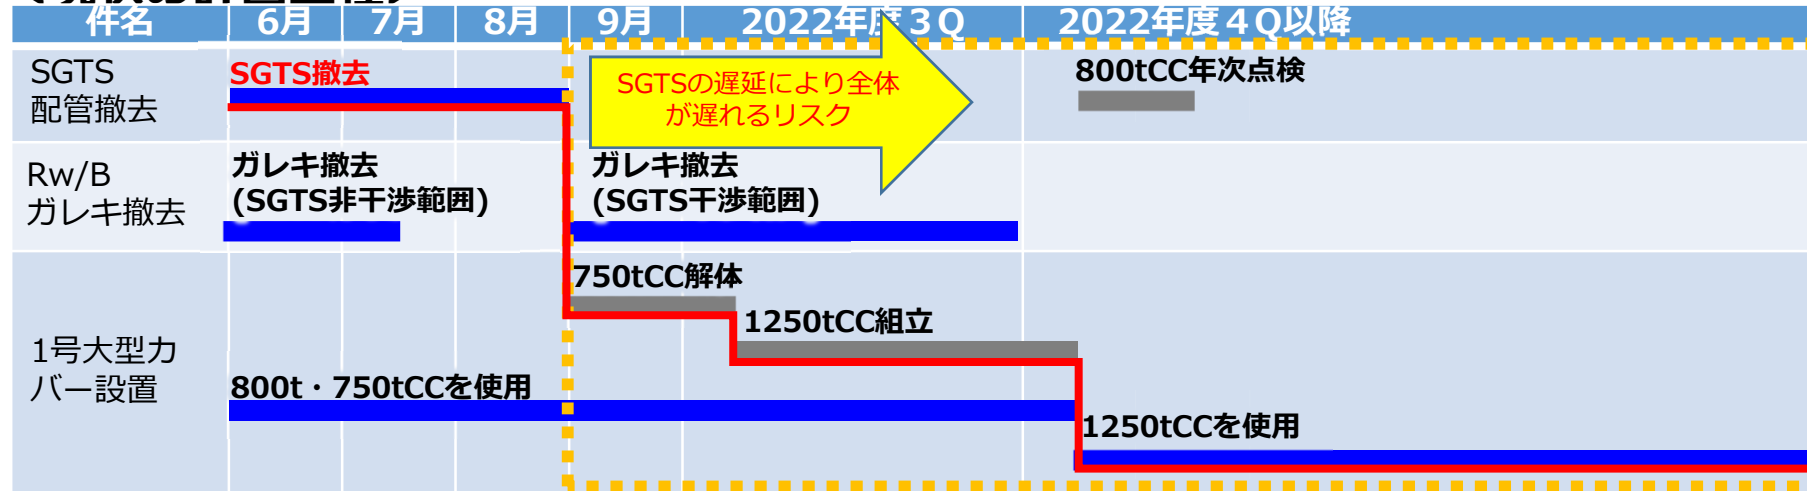 件名 6月 7月 8月 9月 2022年度3Q 2022年度4Q以降
SGTS
配管撤去
SGTS撤去
SGTSの遅延により全体
が遅れるリスク
800tCC年次点検
Rw/B
ガレキ撤去
ガレキ撤去
(SGTS非干渉範囲)
ガレキ撤去
(SGTS干渉範囲)
1号大型カ
バー設置
750tCC解体
1250tCC組立
800t・750tCCを使用
1250tCCを使用